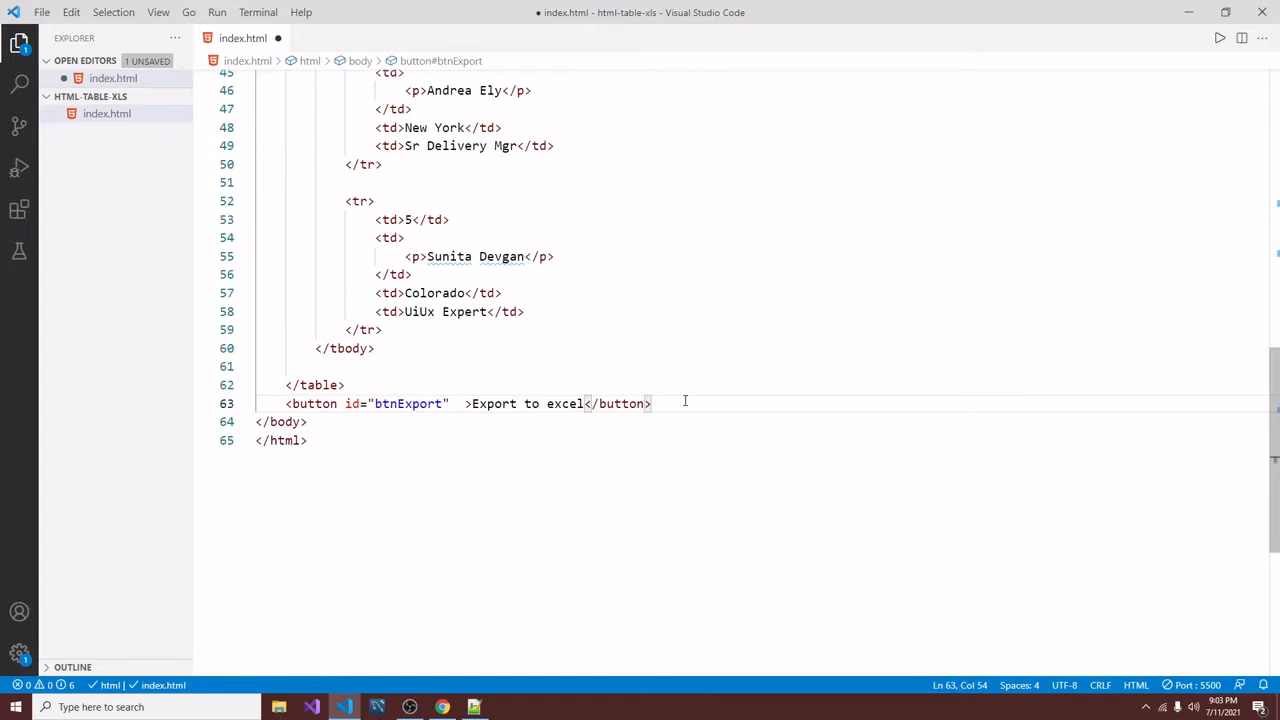 File Edit Selection View Go Run Terminal Help
● index.html - html-table-xls - Visual Studio Code
EXPLORER
index.html
OPEN EDITORS 1 UNSAVED
index.html > html > body > button#btnExport
index.html
HTML-TABLE-XLS
index.html
45 <td>
46 <p>Andrea Ely</p>
47 </td>
48 <td>New York</td>
49 <td>Sr Delivery Mgr</td>
50 </tr>
51
52 <tr>
53 <td>5</td>
54 <td>
55 <p>Sunita Devgan</p>
56 </td>
57 <td>Colorado</td>
58 <td>UiUx Expert</td>
59 </tr>
60 </tbody>
61
62 </table>
63 <button id="btnExport"  >Export to excel</button>
64 </body>
65 </html>
1
OUTLINE
0 0 6 html | index.html
Ln 63, Col 54 Spaces: 4 UTF-8 CRLF HTML Port : 5500
Type here to search
9:03 PM
7/11/2021
2